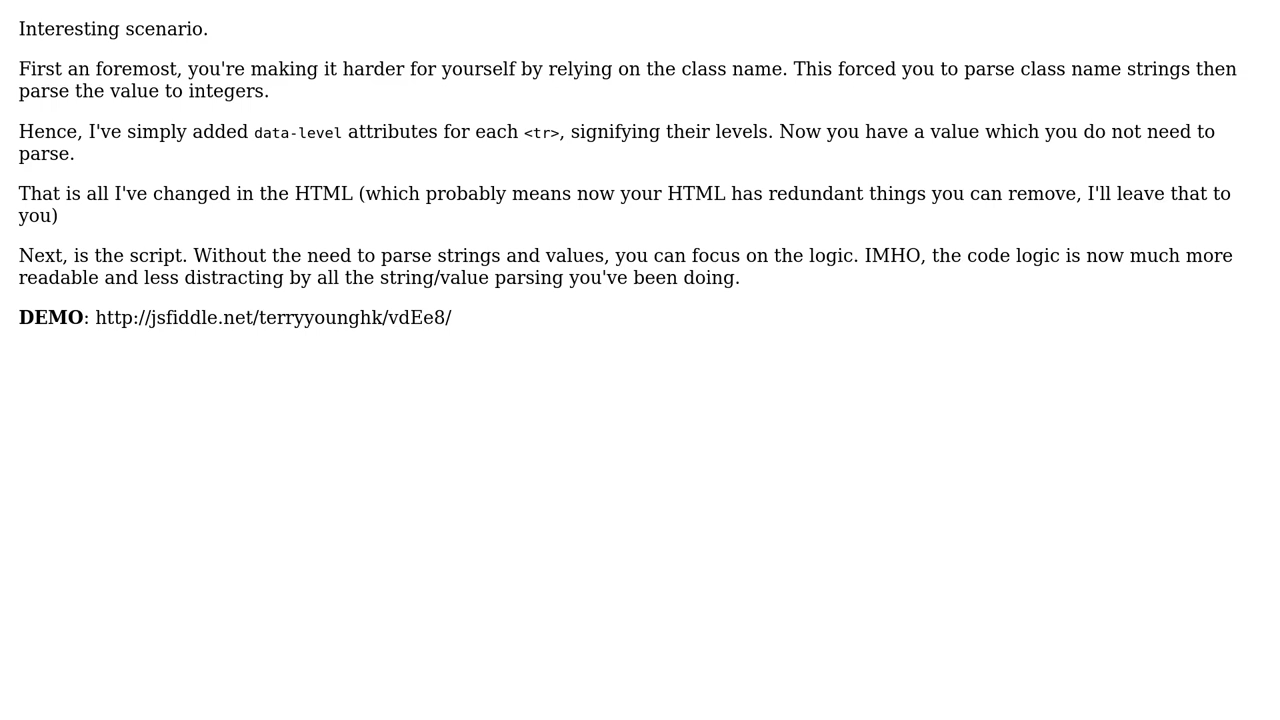 Interesting scenario.
First an foremost, you're making it harder for yourself by relying on the class name. This forced you to parse class name strings then
parse the value to integers.
Hence, I've simply added data-level attributes for each <tr>, signifying their levels. Now you have a value which you do not need to
parse.
That is all I've changed in the HTML (which probably means now your HTML has redundant things you can remove, I'll leave that to
you)
Next, is the script. Without the need to parse strings and values, you can focus on the logic. IMHO, the code logic is now much more
readable and less distracting by all the string/value parsing you've been doing.
DEMO: http://jsfiddle.net/terryyounghk/vdEe8/